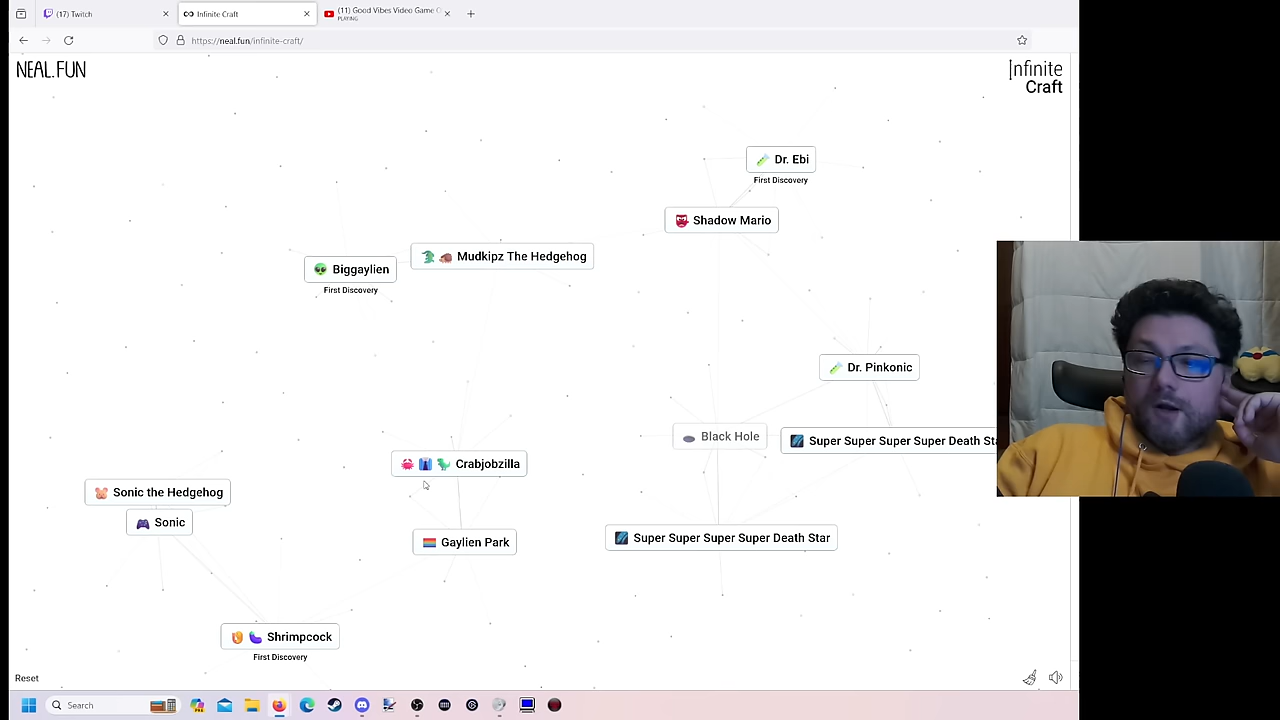 (17) Twitch
Infinite Craft
(11) Good Vibes Video Game
PLAYING
https://neal.fun/infinite-craft/
NEAL.FUN
Infinite
Craft
Dr. Ebi
First Discovery
Shadow Mario
Mudkipz The Hedgehog
Biggaylien
First Discovery
Dr. Pinkonic
Black Hole
Super Super Super Super Death
Crabjobzilla
Sonic the Hedgehog
Sonic
Super Super Super Super Death Star
Gaylien Park
Shrimpcock
First Discovery
Reset
Search